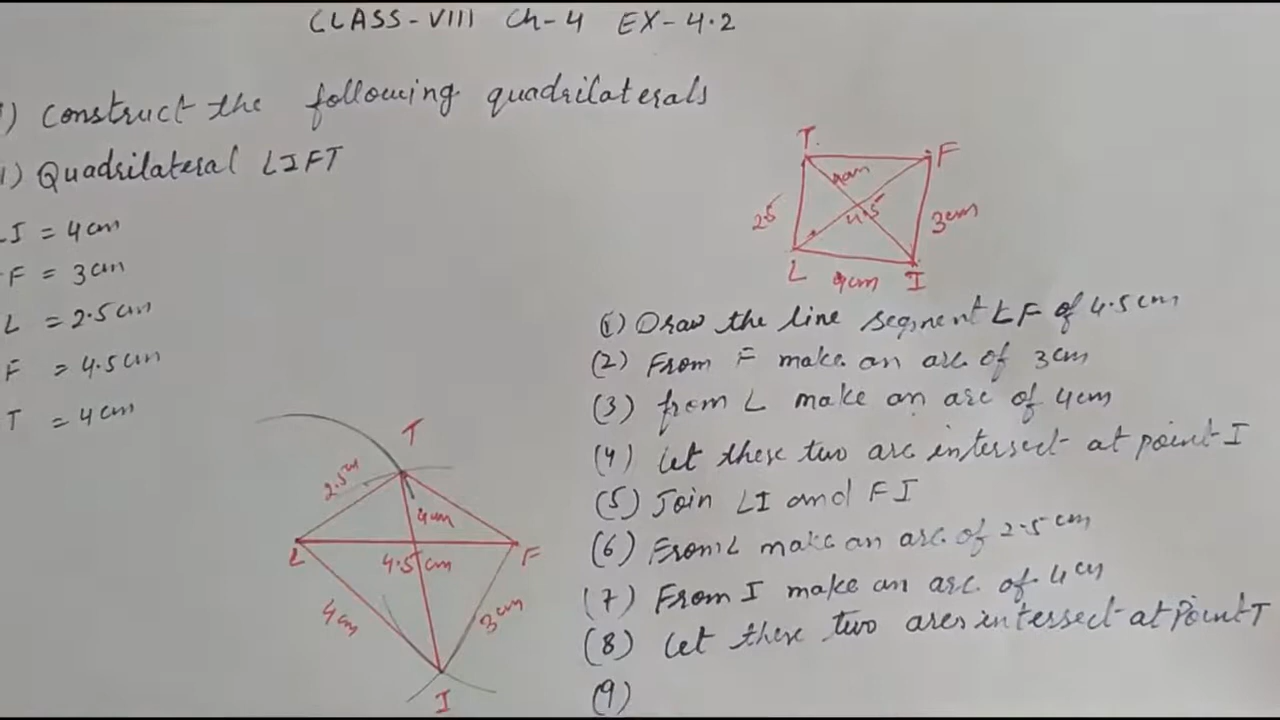 CLASS-VIII Ch-4 EX-4.2
) Construct the following quadrilaterals
) Quadrilateral LIFT
I = 4cm
F = 3cm
L = 2.5cm
F = 4.5cm
T = 4cm
T.
F
4cm
2.5
4.5
3cm
L
4cm
I
(1) Draw the line segment LF of 4.5cm
(2) From F make an arc of 3cm
(3) from L make an arc of 4cm
(4) let these two arc intersect at point I
(5) Join LI and FI
(6) From L make an arc of 2.5cm
(7) From I make an arc of 4cm
(8) let these two arcs intersect at Point T
(9)
T
2.5cm
4cm
L
4.5cm
F
4cm
3cm
I